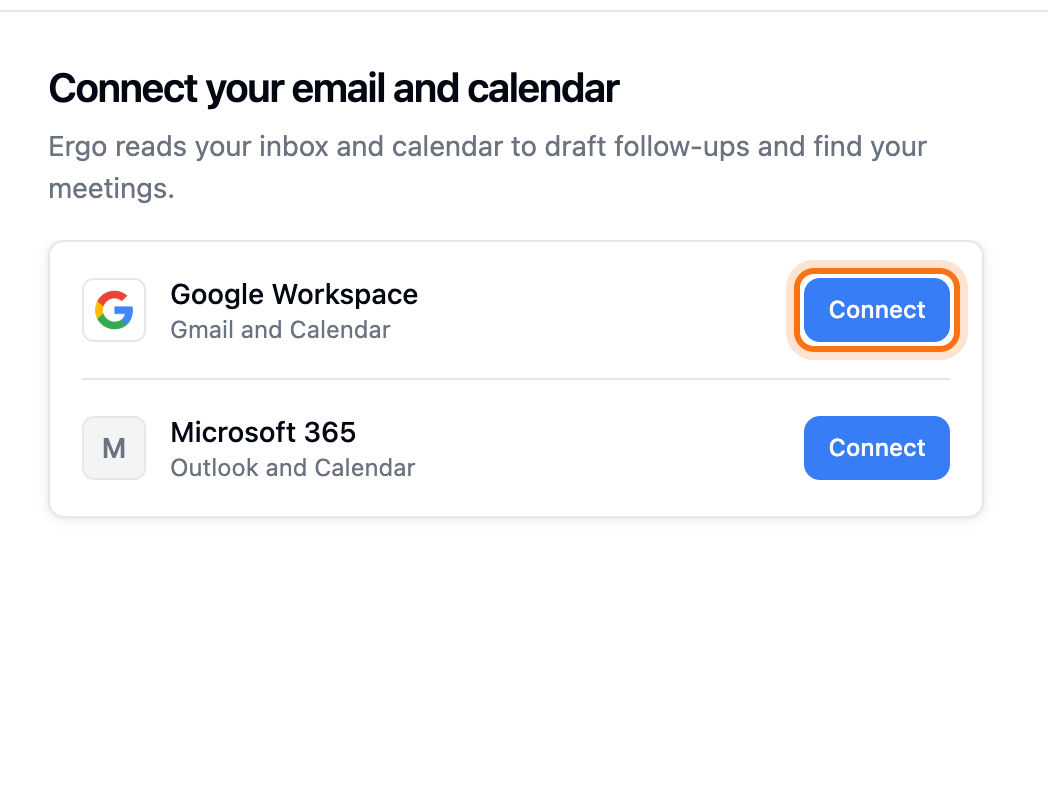 Connect your email and calendar
Ergo reads your inbox and calendar to draft follow-ups and find your
meetings.
Google Workspace
Gmail and Calendar
Connect
M
Microsoft 365
Outlook and Calendar
Connect